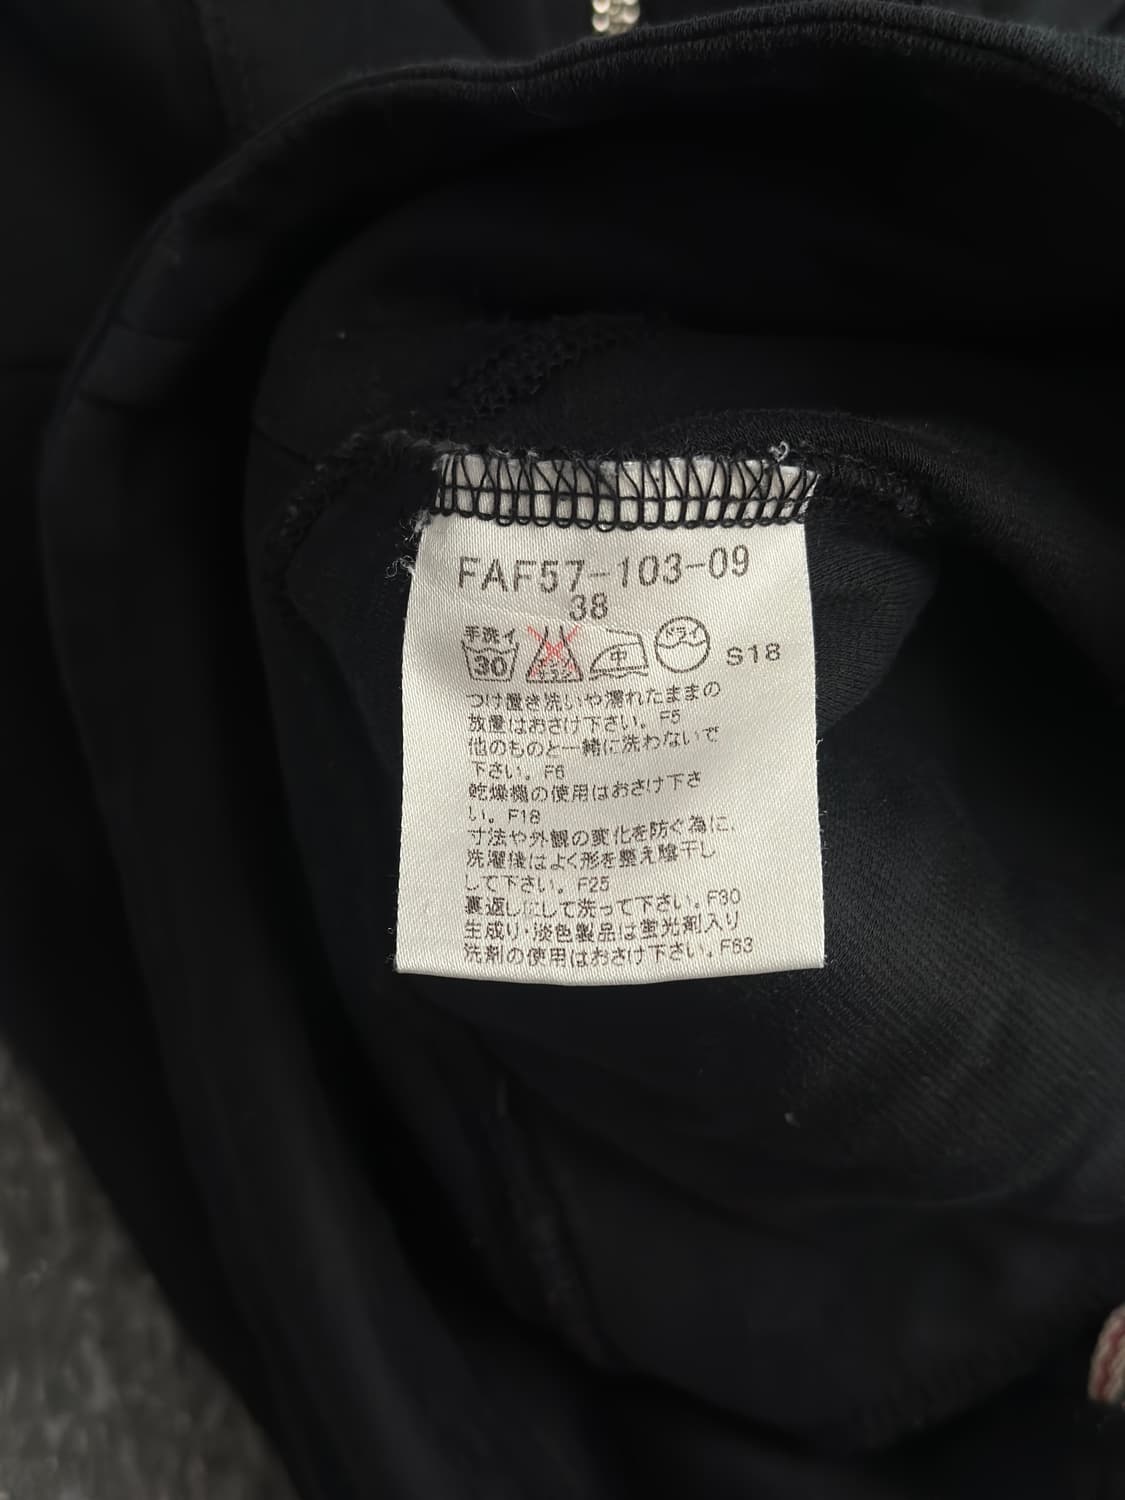 FAF57-103-09
38
手洗イ 30 エンソサラシ 中 ドライ S18
つけ置き洗いや濡れたままの
放置はおさけ下さい。F5
他のものと一緒に洗わないで
下さい。F6
乾燥機の使用はおさけ下さ
い。F18
寸法や外観の変化を防ぐ為に、
洗濯後はよく形を整え陰干し
して下さい。F25
裏返しにして洗って下さい。F30
生成り・淡色製品は蛍光剤入り
洗剤の使用はおさけ下さい。F63